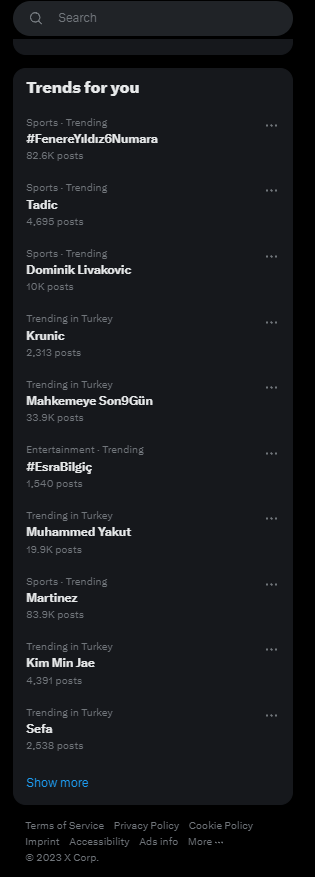 Search
Trends for you
Sports · Trending
#FenereYıldız6Numara
82.6K posts
Sports · Trending
Tadic
4,695 posts
Sports · Trending
Dominik Livakovic
10K posts
Trending in Turkey
Krunic
2,313 posts
Trending in Turkey
Mahkemeye Son9Gün
33.9K posts
Entertainment · Trending
#EsraBilgiç
1,540 posts
Trending in Turkey
Muhammed Yakut
19.9K posts
Sports · Trending
Martinez
83.9K posts
Trending in Turkey
Kim Min Jae
4,391 posts
Trending in Turkey
Sefa
2,538 posts
Show more
Terms of Service Privacy Policy Cookie Policy
Imprint Accessibility Ads info More ···
© 2023 X Corp.